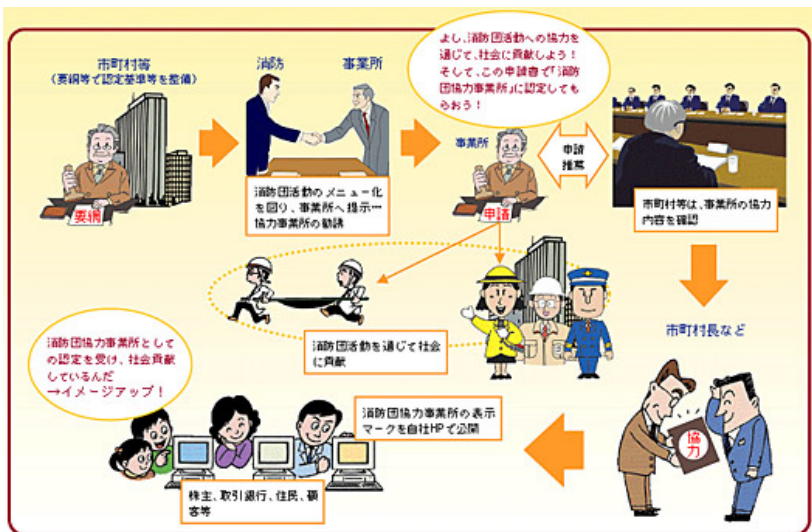 市町村等
（要綱等で認定基準等を整備）
要綱
消防 事業所
消防団活動のメニュー化
を図り、事業所へ提示…
協力事業所の勧誘
よし、消防団活動への協力を
通じて、社会に貢献しよう！
そして、この申請書で「消防
団協力事業所」に認定しても
らおう！
事業所
申請
申請
推薦
市町村等は、事業所の協力
内容を確認
消防団活動を通じて社会
に貢献
市町村長など
協力
消防団協力事業所の表示
マークを自社HPで公開
消防団協力事業所として
の認定を受け、社会貢献
しているんだ
→イメージアップ！
株主、取引銀行、住民、顧
客等